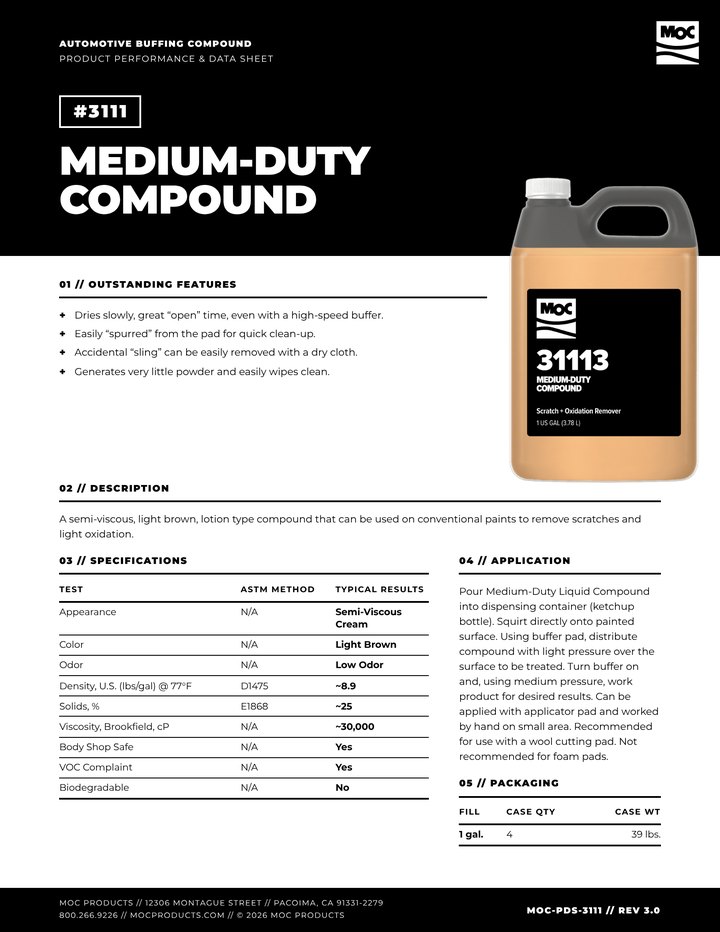 AUTOMOTIVE BUFFING COMPOUND
PRODUCT PERFORMANCE & DATA SHEET
MOC
#3111
MEDIUM-DUTY
COMPOUND
01 // OUTSTANDING FEATURES
+ Dries slowly, great “open” time, even with a high-speed buffer.
+ Easily “spurred” from the pad for quick clean-up.
+ Accidental “sling” can be easily removed with a dry cloth.
+ Generates very little powder and easily wipes clean.
MOC
31113
MEDIUM-DUTY
COMPOUND
Scratch + Oxidation Remover
1 US GAL (3.78 L)
02 // DESCRIPTION
A semi-viscous, light brown, lotion type compound that can be used on conventional paints to remove scratches and
light oxidation.
03 // SPECIFICATIONS
TEST ASTM METHOD TYPICAL RESULTS
Appearance N/A Semi-Viscous
Cream
Color N/A Light Brown
Odor N/A Low Odor
Density, U.S. (lbs/gal) @ 77°F D1475 ~8.9
Solids, % E1868 ~25
Viscosity, Brookfield, cP N/A ~30,000
Body Shop Safe N/A Yes
VOC Complaint N/A Yes
Biodegradable N/A No
04 // APPLICATION
Pour Medium-Duty Liquid Compound
into dispensing container (ketchup
bottle). Squirt directly onto painted
surface. Using buffer pad, distribute
compound with light pressure over the
surface to be treated. Turn buffer on
and, using medium pressure, work
product for desired results. Can be
applied with applicator pad and worked
by hand on small area. Recommended
for use with a wool cutting pad. Not
recommended for foam pads.
05 // PACKAGING
FILL CASE QTY CASE WT
1 gal. 4 39 lbs.
MOC PRODUCTS // 12306 MONTAGUE STREET // PACOIMA, CA 91331-2279
800.266.9226 // MOCPRODUCTS.COM // © 2026 MOC PRODUCTS
MOC-PDS-3111 // REV 3.0